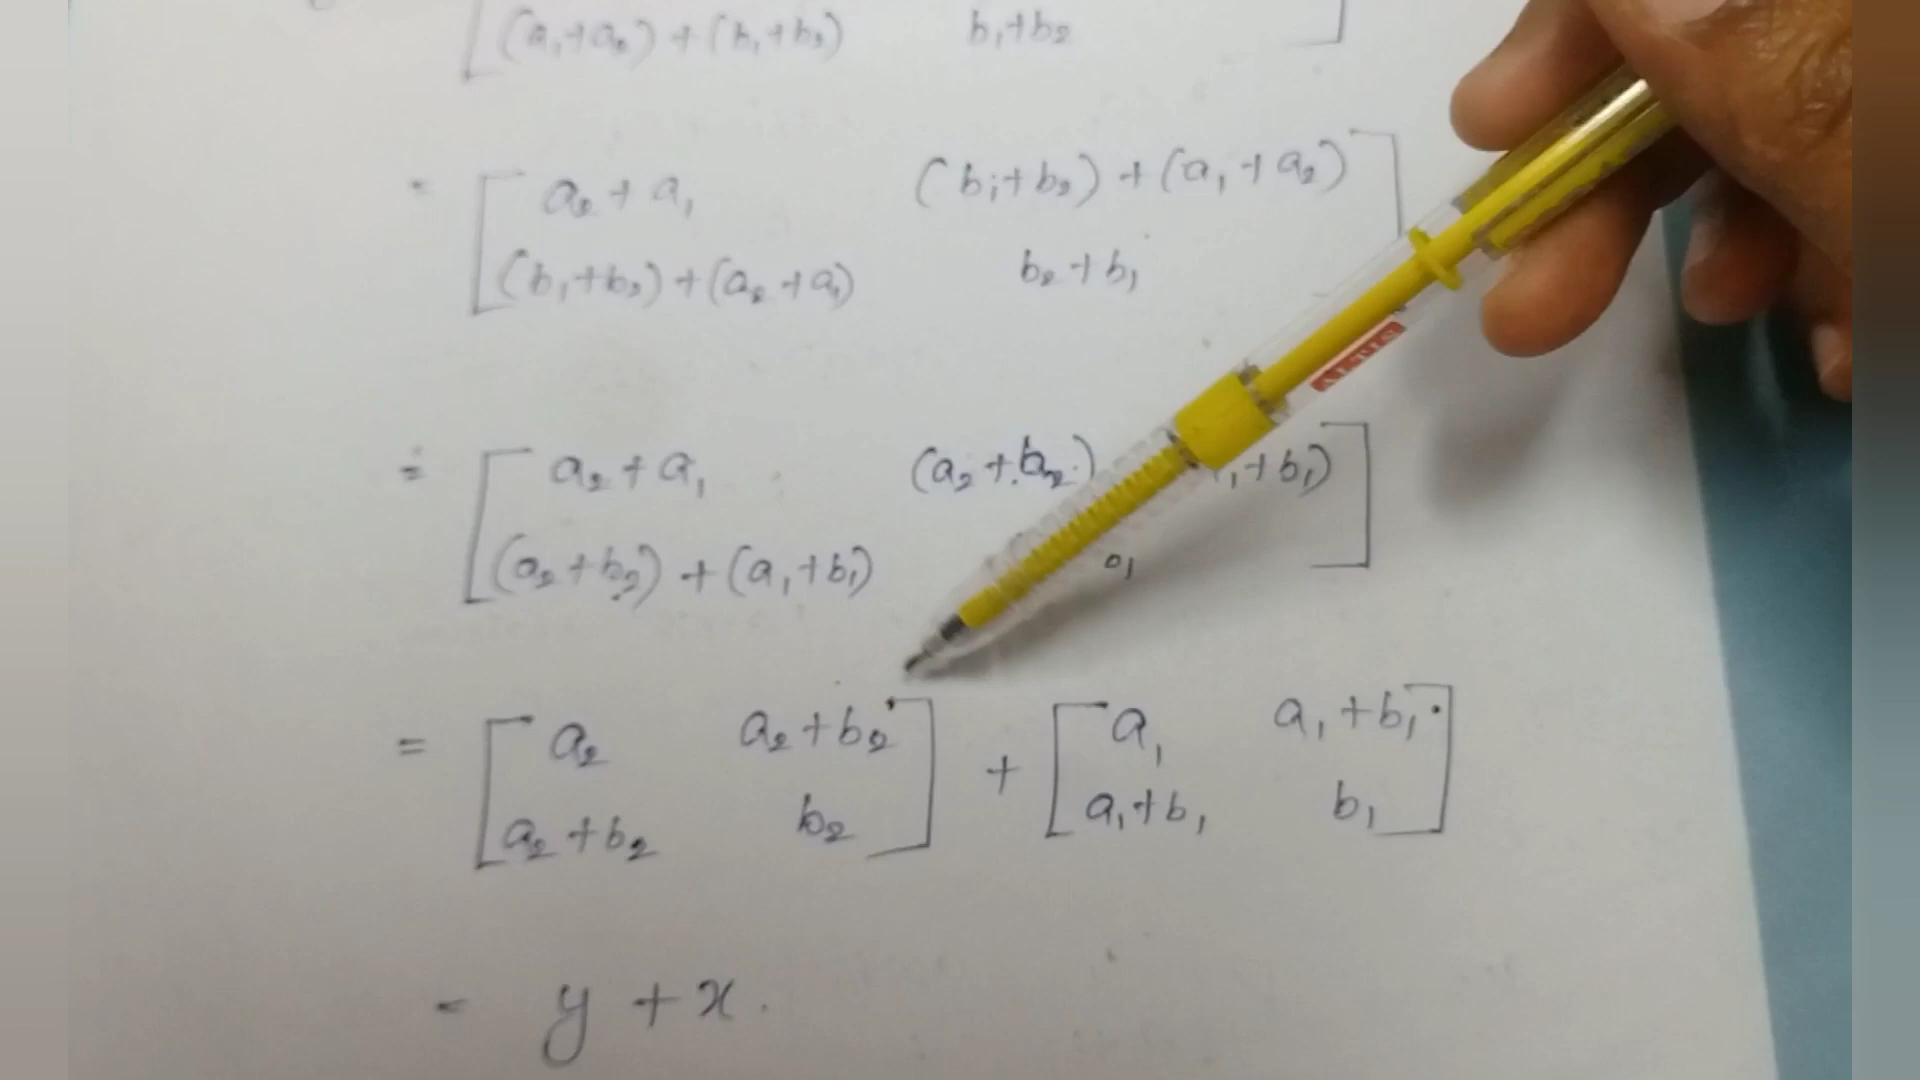 (a₁+a₂)+(b₁+b₂) b₁+b₂
= [ a₂+a₁ (b₁+b₂)+(a₁+a₂) ]
[ (b₁+b₂)+(a₂+a₁) b₂+b₁ ]
= [ a₂+a₁ (a₂+b₂) ₁+b₁) ]
[ (a₂+b₂)+(a₁+b₁) ]
= [ a₂ a₂+b₂ ] + [ a₁ a₁+b₁ ]
[ a₂+b₂ b₂ ] [ a₁+b₁ b₁ ]
= y+x.